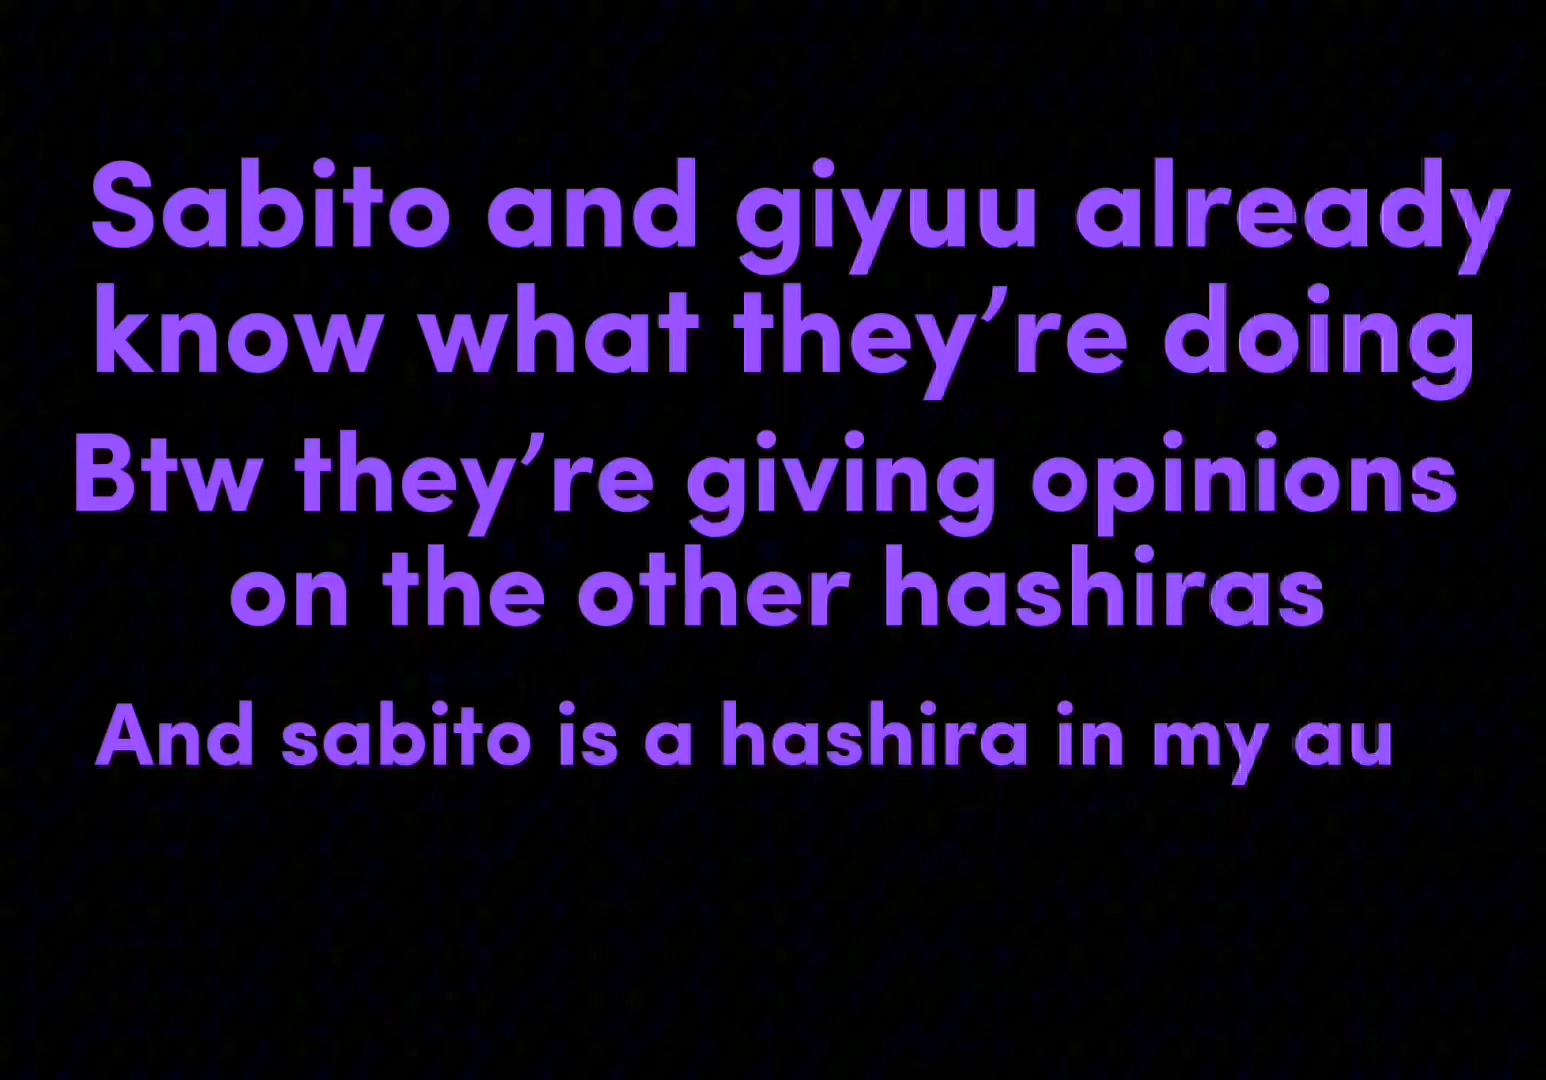 Sabito and giyuu already
know what they’re doing
Btw they’re giving opinions
on the other hashiras
And sabito is a hashira in my au